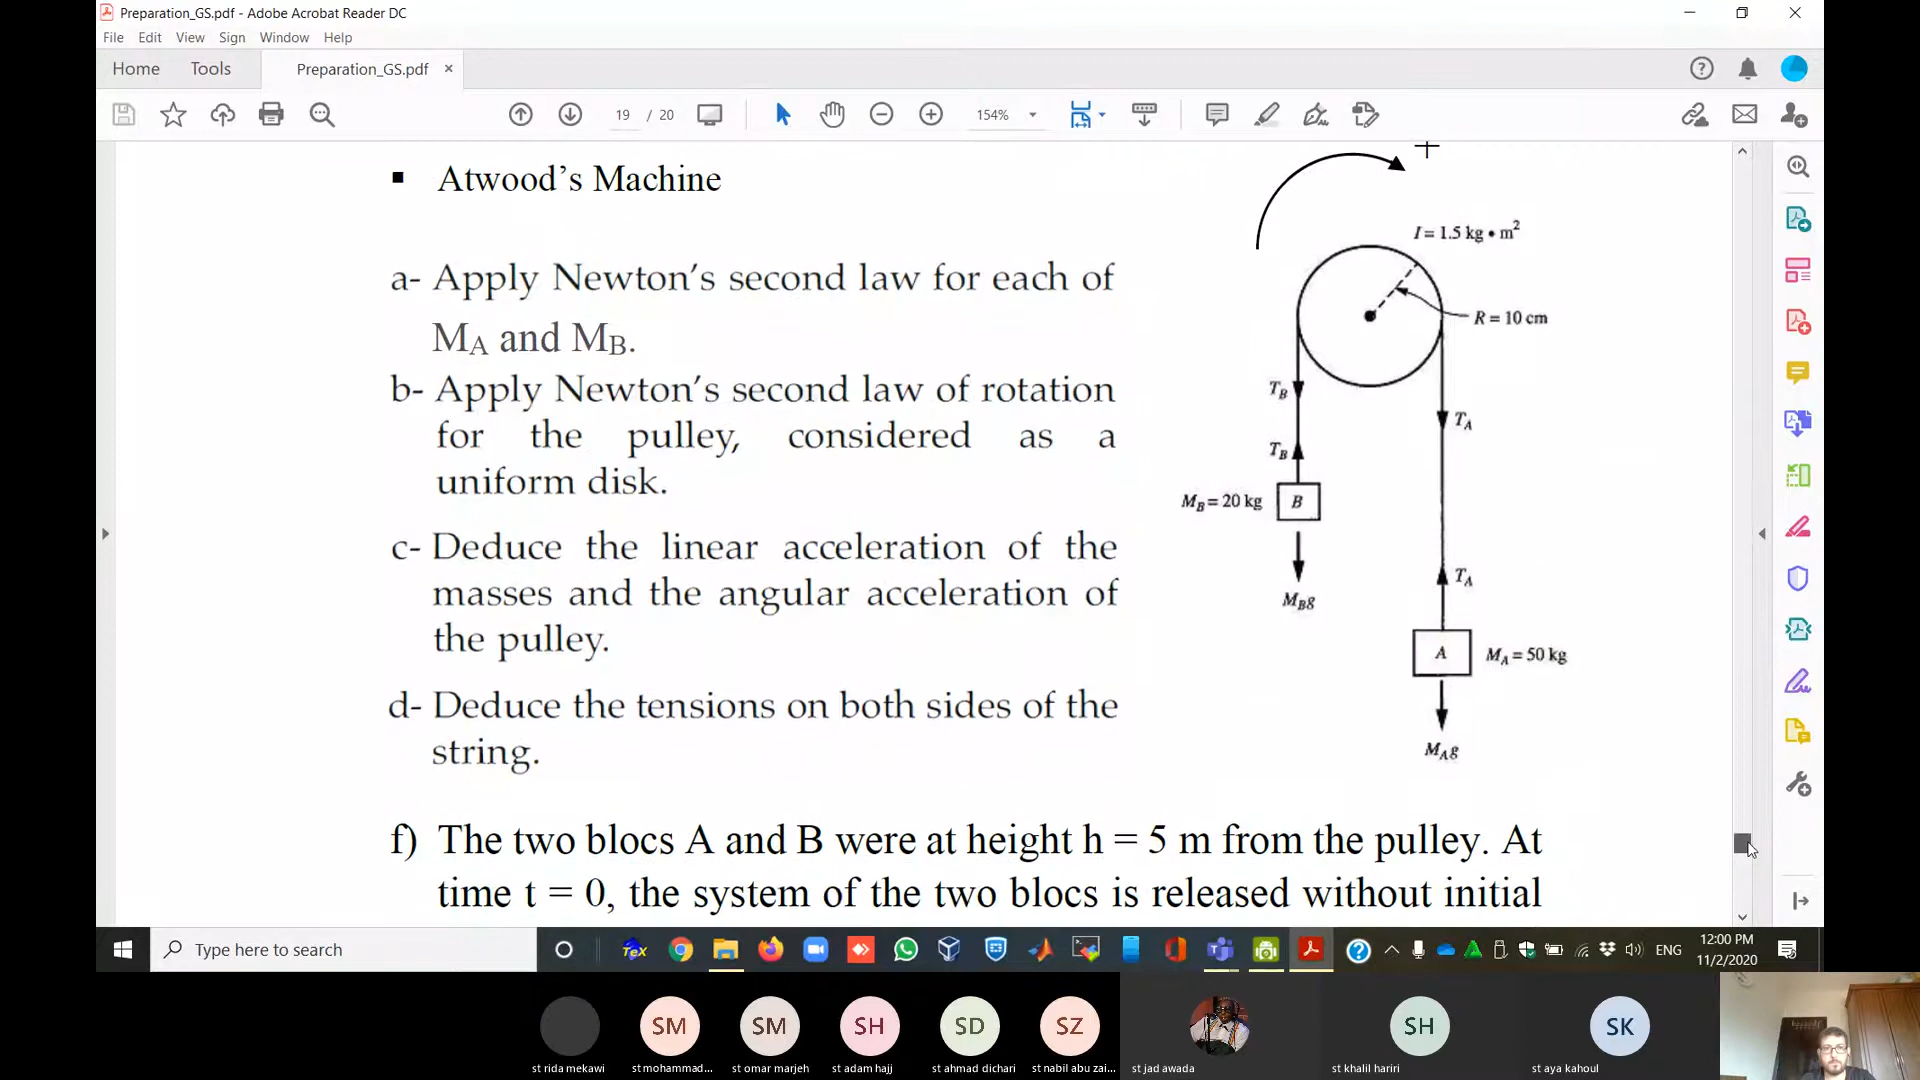 Preparation_GS.pdf - Adobe Acrobat Reader DC
File Edit View Sign Window Help
Home Tools Preparation_GS.pdf ×
19 / 20 154%
▪ Atwood's Machine
a- Apply Newton's second law for each of
MA and MB.
b- Apply Newton's second law of rotation
for the pulley, considered as a
uniform disk.
c- Deduce the linear acceleration of the
masses and the angular acceleration of
the pulley.
d- Deduce the tensions on both sides of the
string.
+
I = 1.5 kg • m²
R = 10 cm
TB
TA
TB
MB = 20 kg B
TA
MBg
A MA = 50 kg
MAg
f) The two blocs A and B were at height h = 5 m from the pulley. At
time t = 0, the system of the two blocs is released without initial
Type here to search
TEX
ENG
12:00 PM
11/2/2020
SM SM SH SD SZ SH SK
st rida mekawi st mohammad... st omar marjeh st adam hajj st ahmad dichari st nabil abu zai... st jad awada st khalil hariri st aya kahoul